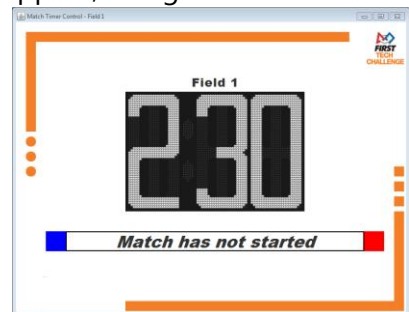 Match Timer Control - Field 1
FIRST
TECH
CHALLENGE
Field 1
2:30
Match has not started